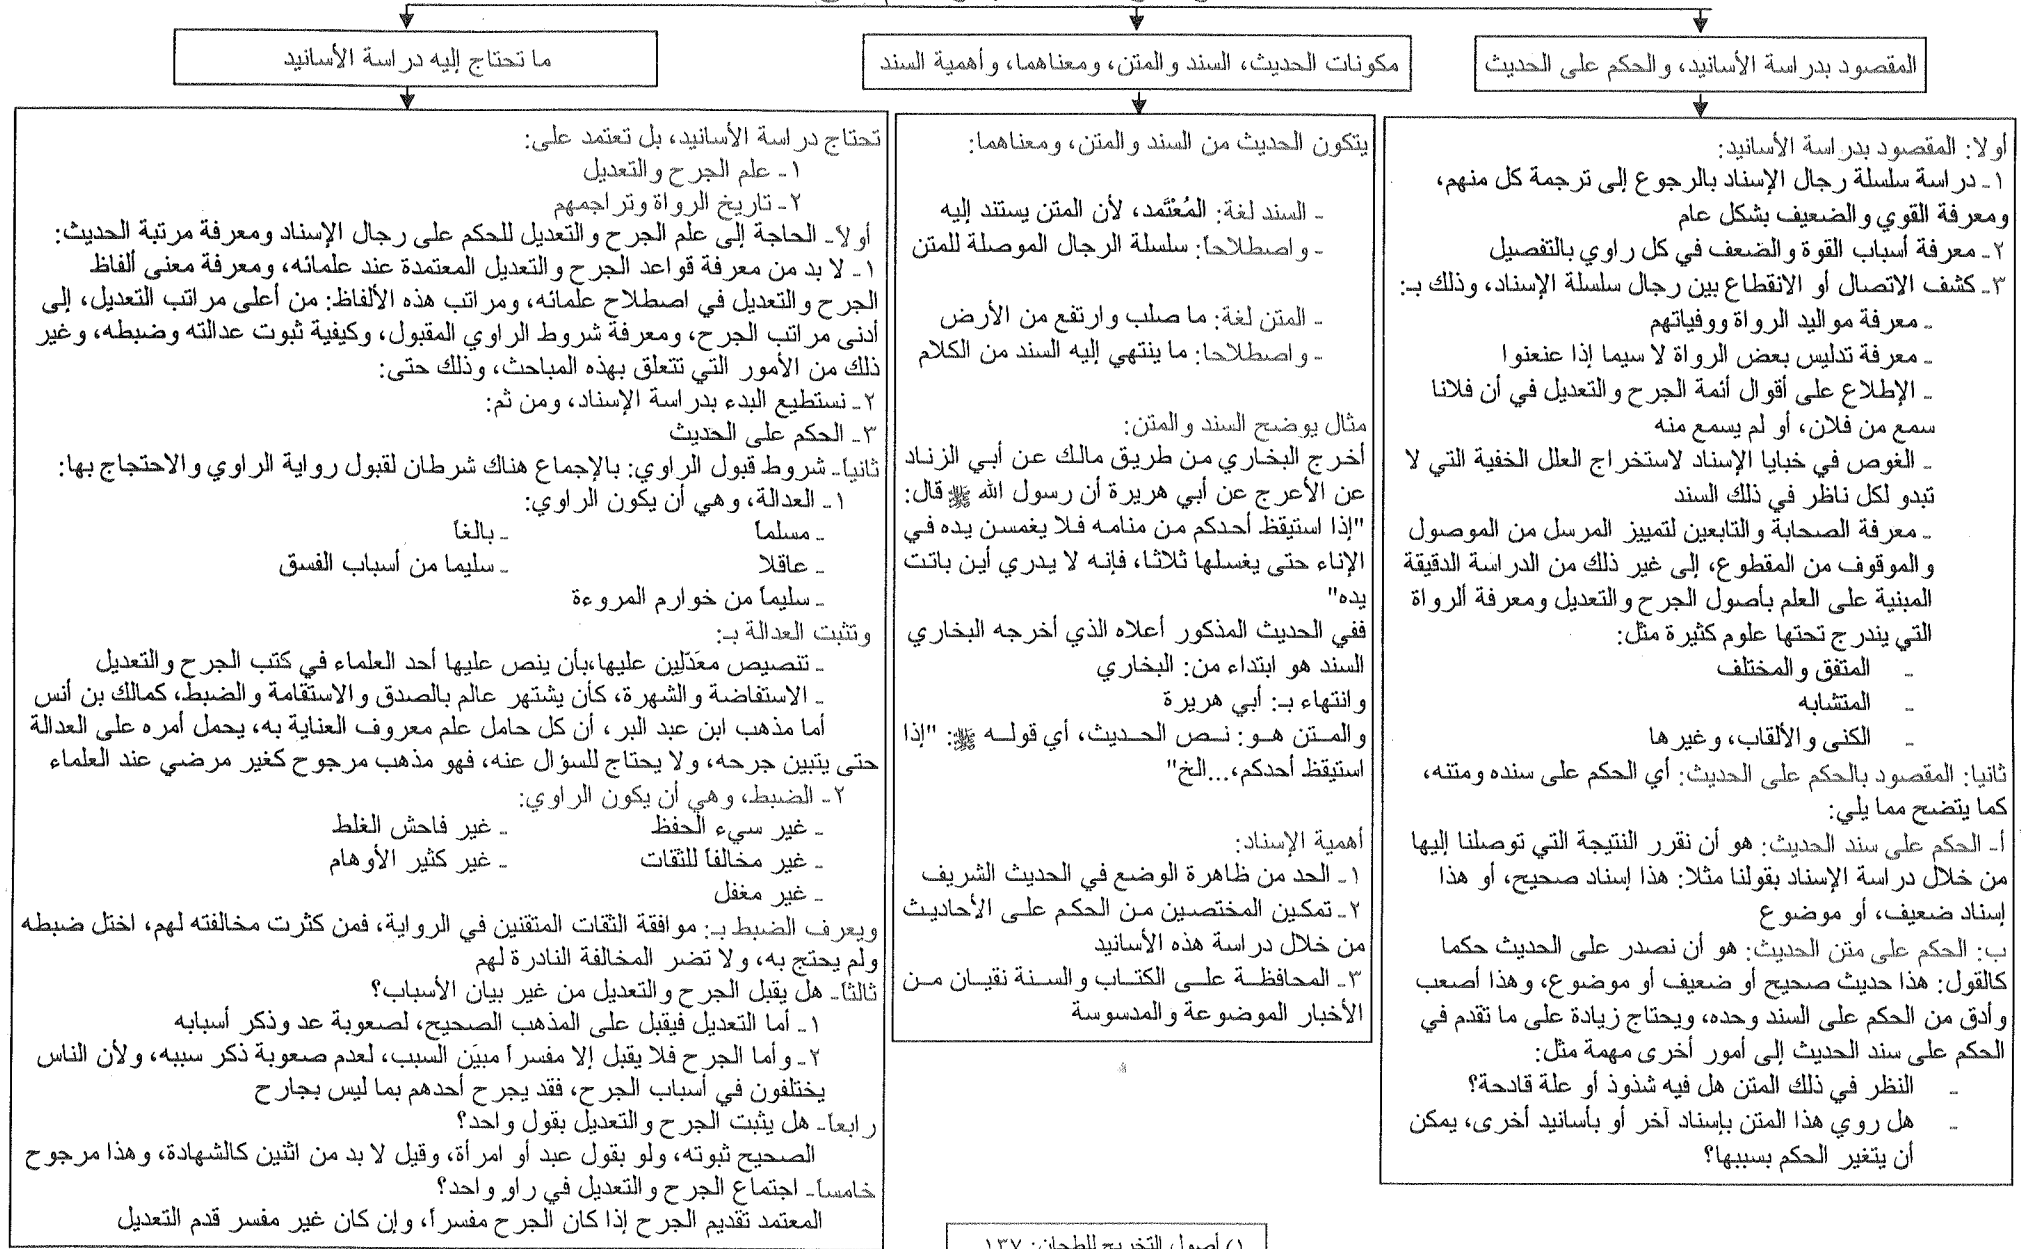 المقصود بدراسة الأسانيد، والحكم على الحديث
مكونات الحديث، السند والمتن، ومعناهما، وأهمية السند
ما تحتاج إليه دراسة الأسانيد
أولا: المقصود بدراسة الأسانيد:
١- دراسة سلسلة رجال الإسناد بالرجوع إلى ترجمة كل منهم،
ومعرفة القوي والضعيف بشكل عام
٢- معرفة أسباب القوة والضعف في كل راوي بالتفصيل
٣- كشف الاتصال أو الانقطاع بين رجال سلسلة الإسناد، وذلك بـ:
- معرفة مواليد الرواة ووفياتهم
- معرفة تدليس بعض الرواة لا سيما إذا عنعنوا
- الإطلاع على أقوال أئمة الجرح والتعديل في أن فلانا
سمع من فلان، أو لم يسمع منه
- الغوص في خبايا الإسناد لاستخراج العلل الخفية التي لا
تبدو لكل ناظر في ذلك السند
- معرفة الصحابة والتابعين لتمييز المرسل من الموصول
والموقوف من المقطوع، إلى غير ذلك من الدراسة الدقيقة
المبنية على العلم بأصول الجرح والتعديل ومعرفة الرواة
التي يندرج تحتها علوم كثيرة مثل:
- المتفق والمختلف
- المتشابه
- الكنى والألقاب، وغيرها
ثانيا: المقصود بالحكم على الحديث: أي الحكم على سنده ومتنه،
كما يتضح مما يلي:
أ- الحكم على سند الحديث: هو أن نقرر النتيجة التي توصلنا إليها
من خلال دراسة الإسناد بقولنا مثلا: هذا إسناد صحيح، أو هذا
إسناد ضعيف، أو موضوع
ب: الحكم على متن الحديث: هو أن نصدر على الحديث حكما
كالقول: هذا حديث صحيح أو ضعيف أو موضوع، وهذا أصعب
وأدق من الحكم على السند وحده، ويحتاج زيادة على ما تقدم في
الحكم على سند الحديث إلى أمور أخرى مهمة مثل:
- النظر في ذلك المتن هل فيه شذوذ أو علة قادحة؟
- هل روي هذا المتن بإسناد آخر أو بأسانيد أخرى، يمكن
أن يتغير الحكم بسببها؟
يتكون الحديث من السند والمتن، ومعناهما:
- السند لغة: المُعْتَمد، لأن المتن يستند إليه
- واصطلاحاً: سلسلة الرجال الموصلة للمتن
- المتن لغة: ما صلب وارتفع من الأرض
- واصطلاحا: ما ينتهي إليه السند من الكلام
مثال يوضح السند والمتن:
أخرج البخاري من طريق مالك عن أبي الزناد
عن الأعرج عن أبي هريرة أن رسول الله ﷺ قال:
"إذا استيقظ أحدكم من منامه فلا يغمسن يده في
الإناء حتى يغسلها ثلاثا، فإنه لا يدري أين باتت
يده"
ففي الحديث المذكور أعلاه الذي أخرجه البخاري
السند هو ابتداء من: البخاري
وانتهاء بـ: أبي هريرة
والمتن هو: نص الحديث، أي قوله ﷺ: "إذا
استيقظ أحدكم،...الخ"
أهمية الإسناد:
١- الحد من ظاهرة الوضع في الحديث الشريف
٢- تمكين المختصين من الحكم على الأحاديث
من خلال دراسة هذه الأسانيد
٣- المحافظة على الكتاب والسنة نقيان من
الأخبار الموضوعة والمدسوسة
تحتاج دراسة الأسانيد، بل تعتمد على:
١- علم الجرح والتعديل
٢- تاريخ الرواة وتراجمهم
أولاً- الحاجة إلى علم الجرح والتعديل للحكم على رجال الإسناد ومعرفة مرتبة الحديث:
١- لا بد من معرفة قواعد الجرح والتعديل المعتمدة عند علمائه، ومعرفة معنى ألفاظ
الجرح والتعديل في اصطلاح علمائه، ومراتب هذه الألفاظ: من أعلى مراتب التعديل، إلى
أدنى مراتب الجرح، ومعرفة شروط الراوي المقبول، وكيفية ثبوت عدالته وضبطه، وغير
ذلك من الأمور التي تتعلق بهذه المباحث، وذلك حتى:
٢- نستطيع البدء بدراسة الإسناد، ومن ثم:
٣- الحكم على الحديث
ثانياً- شروط قبول الراوي: بالإجماع هناك شرطان لقبول رواية الراوي والاحتجاج بها:
١- العدالة، وهي أن يكون الراوي:
- مسلما - بالغا
- عاقلا - سليما من أسباب الفسق
- سليماً من خوارم المروءة
وتثبت العدالة بـ:
- تنصيص معَدّلِين عليها،بأن ينص عليها أحد العلماء في كتب الجرح والتعديل
- الاستفاضة والشهرة، كأن يشتهر عالم بالصدق والاستقامة والضبط، كمالك بن أنس
أما مذهب ابن عبد البر، أن كل حامل علم معروف العناية به، يحمل أمره على العدالة
حتى يتبين جرحه، ولا يحتاج للسؤال عنه، فهو مذهب مرجوح كغير مرضي عند العلماء
٢- الضبط، وهي أن يكون الراوي:
- غير سيء الحفظ - غير فاحش الغلط
- غير مخالفاً للثقات - غير كثير الأوهام
- غير مغفل
ويعرف الضبط بـ: موافقة الثقات المتقنين في الرواية، فمن كثرت مخالفته لهم، اختل ضبطه
ولم يحتج به، ولا تضر المخالفة النادرة لهم
ثالثاً- هل يقبل الجرح والتعديل من غير بيان الأسباب؟
١- أما التعديل فيقبل على المذهب الصحيح، لصعوبة عد وذكر أسبابه
٢- وأما الجرح فلا يقبل إلا مفسراً مبيَن السبب، لعدم صعوبة ذكر سببه، ولأن الناس
يختلفون في أسباب الجرح، فقد يجرح أحدهم بما ليس بجارح
رابعاً- هل يثبت الجرح والتعديل بقول واحد؟
الصحيح ثبوته، ولو بقول عبد أو امرأة، وقيل لا بد من اثنين كالشهادة، وهذا مرجوح
خامساً- اجتماع الجرح والتعديل في راوٍ واحد؟
المعتمد تقديم الجرح إذا كان الجرح مفسراً، وإن كان غير مفسر قدم التعديل
١) أصول التخريج للطحان: ١٣٧